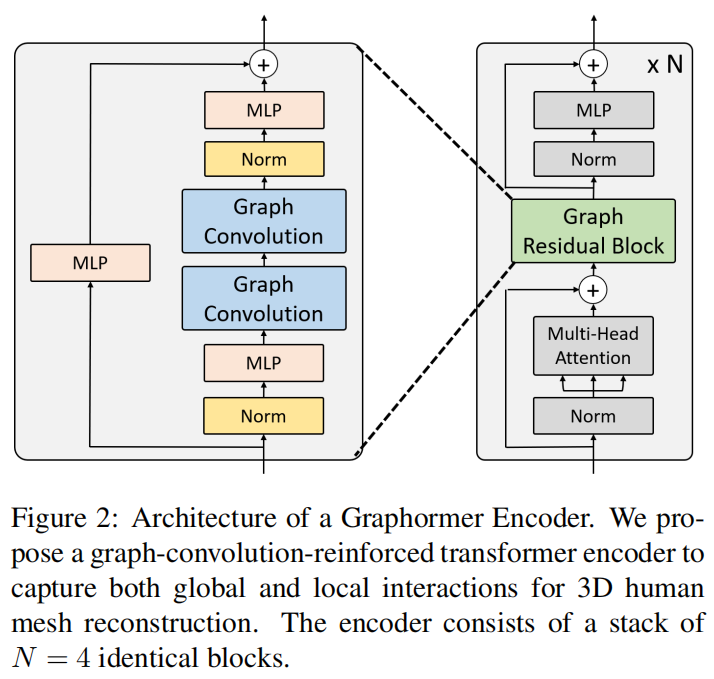 +
MLP
Norm
Graph
Convolution
Graph
Convolution
MLP
Norm
MLP
x N
+
MLP
Norm
Graph
Residual Block
+
Multi-Head
Attention
Norm
Figure 2: Architecture of a Graphormer Encoder. We pro-
pose a graph-convolution-reinforced transformer encoder to
capture both global and local interactions for 3D human
mesh reconstruction. The encoder consists of a stack of
N = 4 identical blocks.